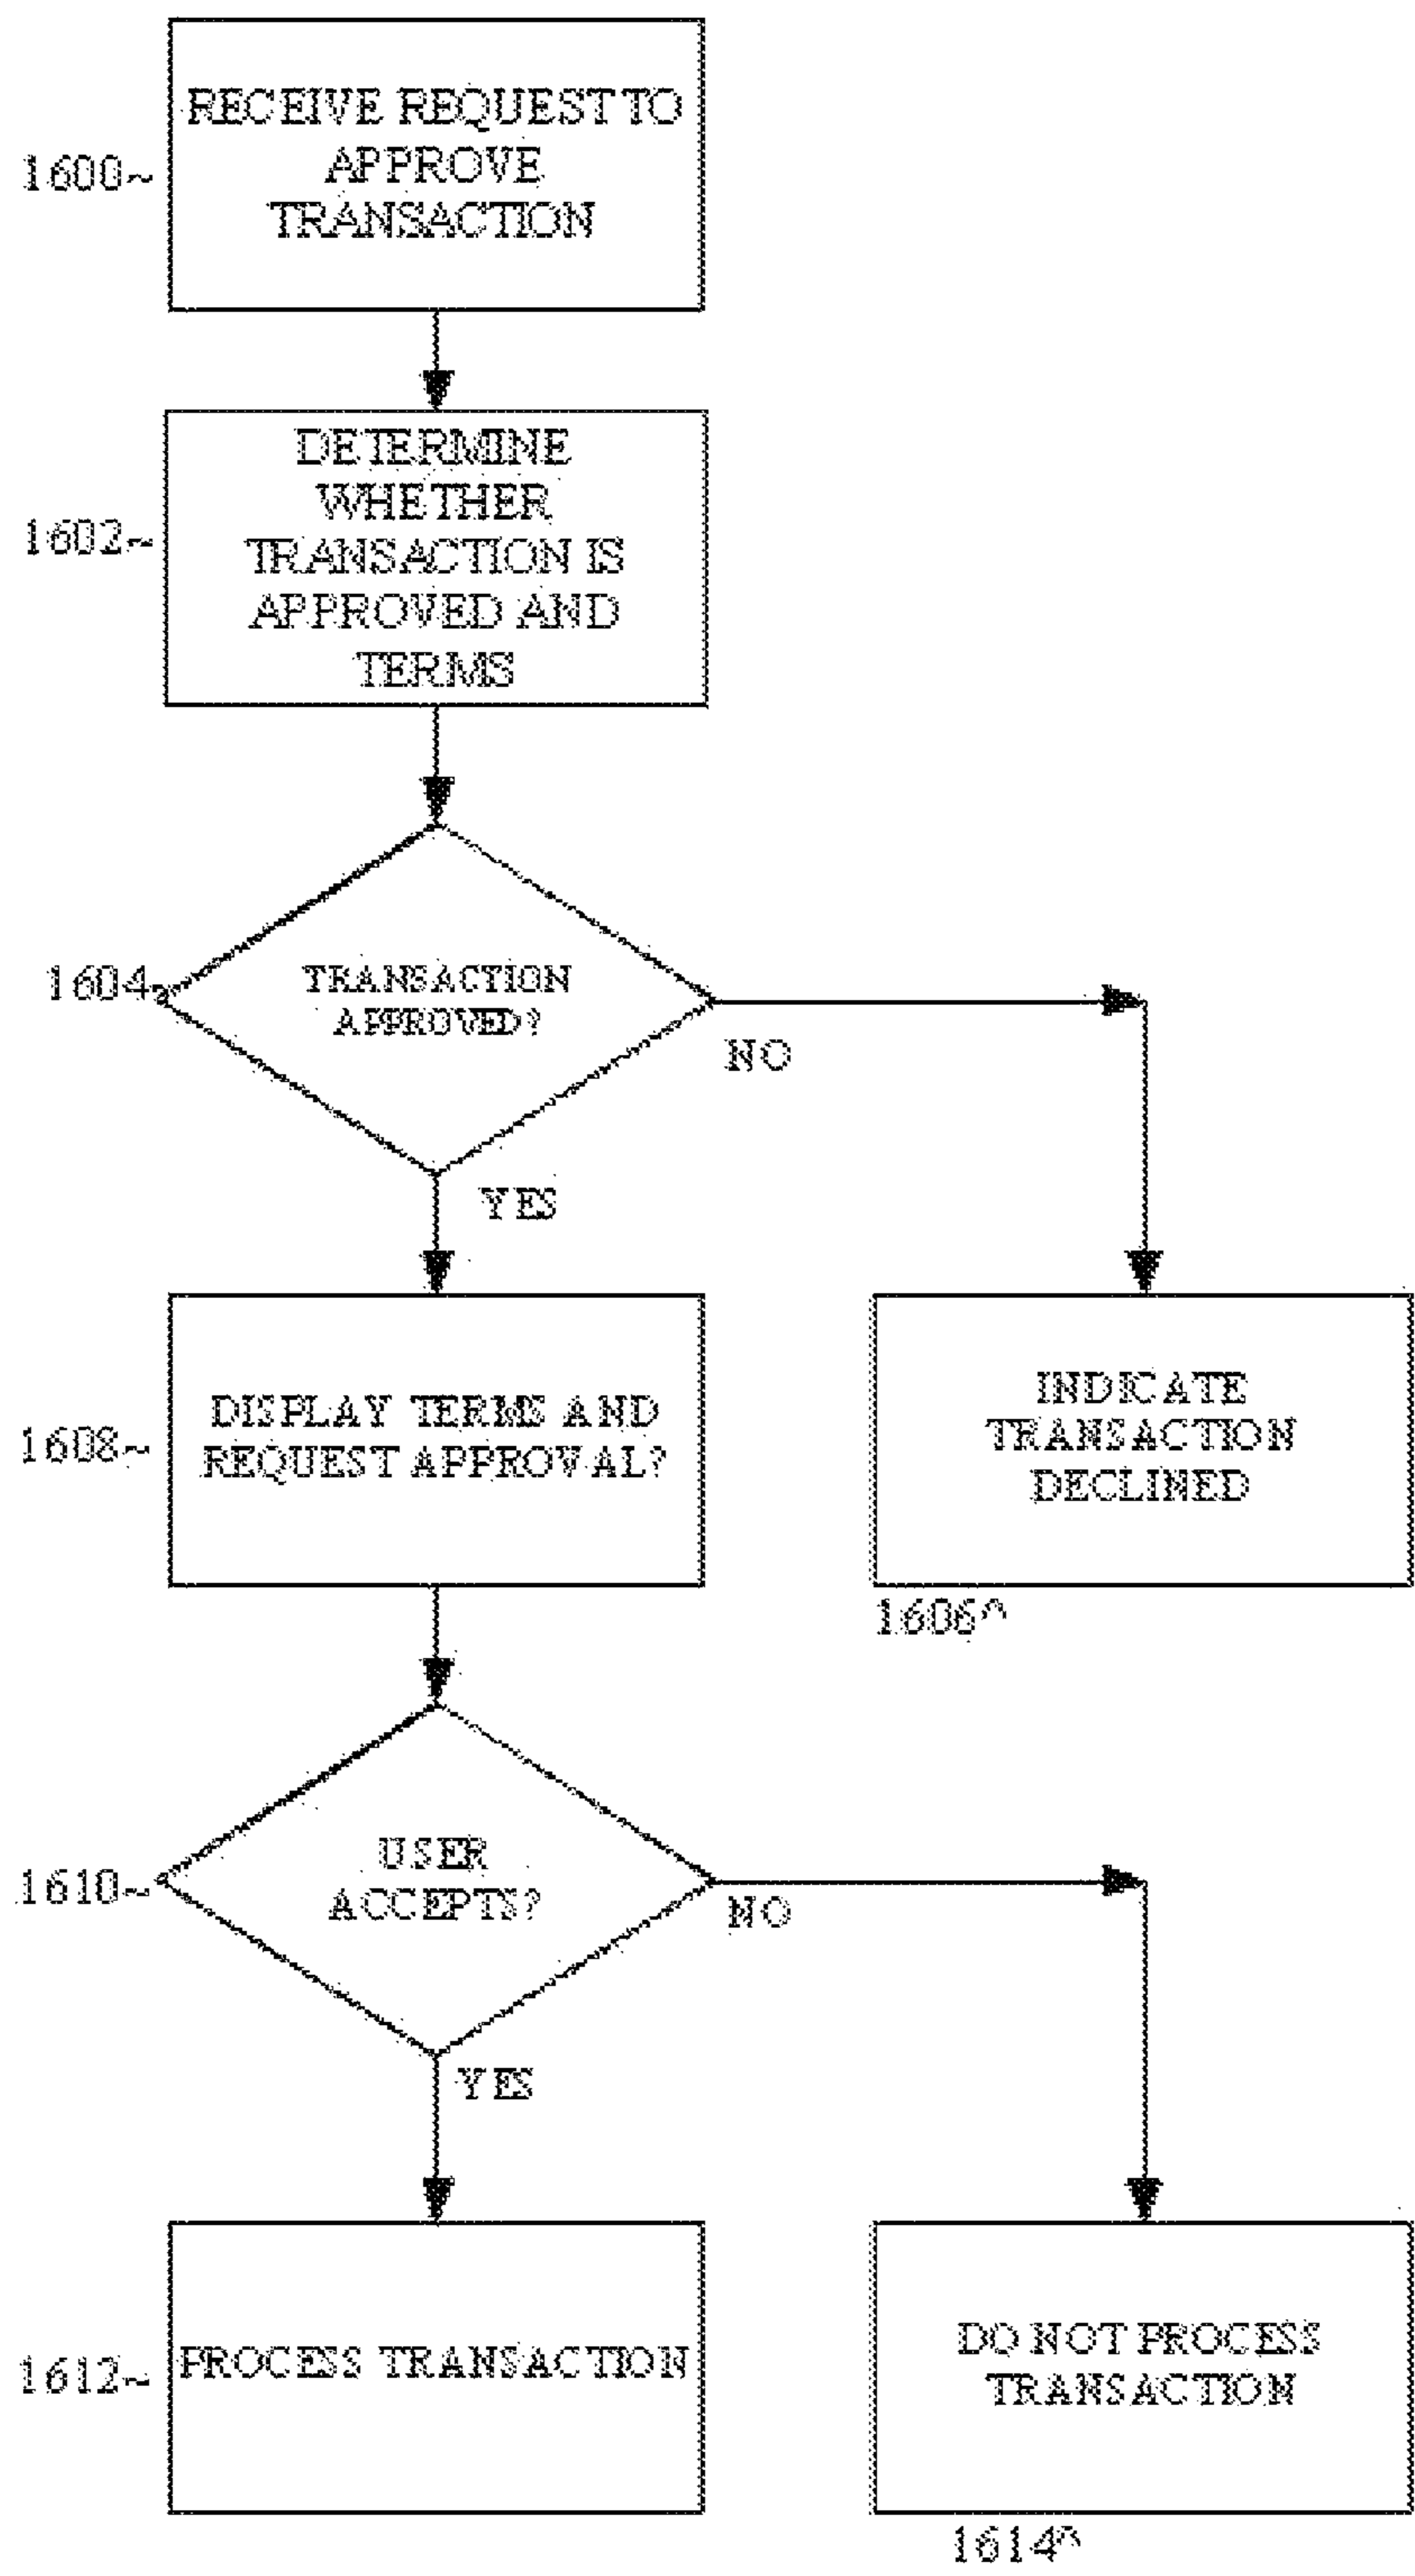 RECEIVE REQUEST TO
APPROVE
TRANSACTION
1600~
DETERMINE
WHETHER
TRANSACTION IS
APPROVED AND
TERMS
1602~
TRANSACTION
APPROVED?
1604~
NO
YES
DISPLAY TERMS AND
REQUEST APPROVAL?
1608~
INDICATE
TRANSACTION
DECLINED
1606^
USER
ACCEPTS?
1610~
NO
YES
PROCESS TRANSACTION
1612~
DO NOT PROCESS
TRANSACTION
1614^